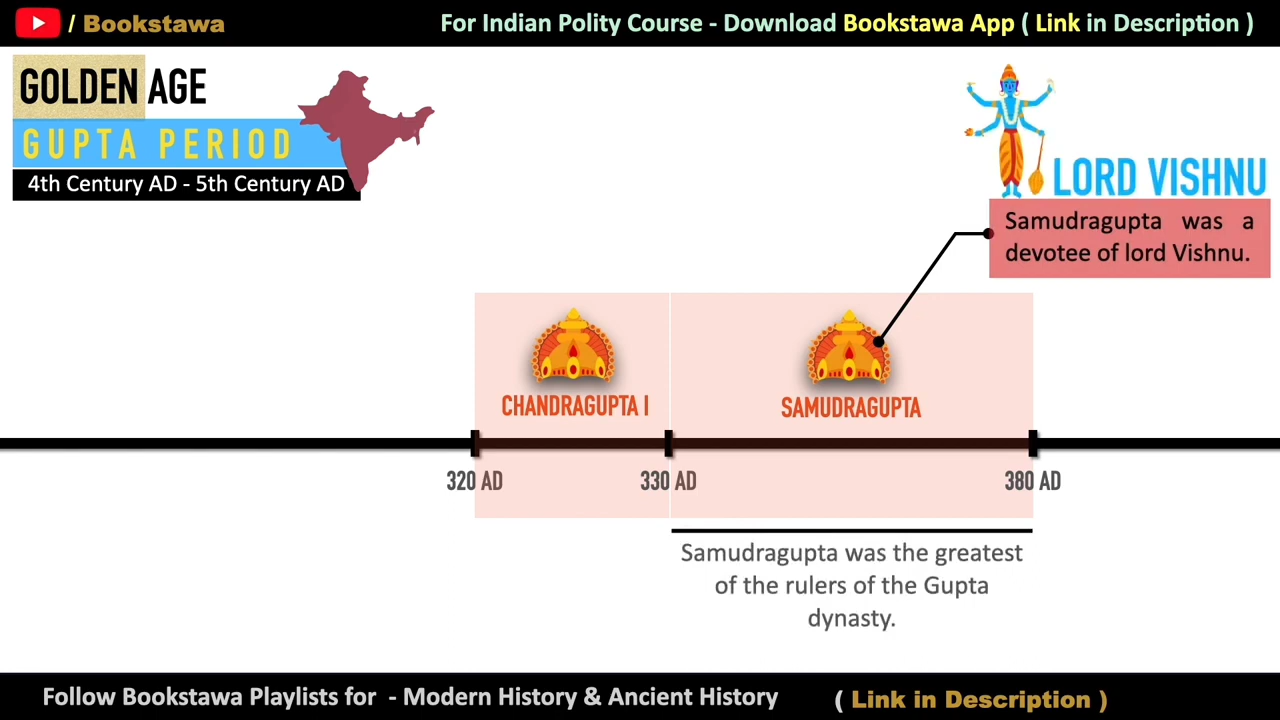 / Bookstawa
For Indian Polity Course - Download Bookstawa App ( Link in Description )
GOLDEN AGE
GUPTA PERIOD
4th Century AD - 5th Century AD
LORD VISHNU
Samudragupta was a
devotee of lord Vishnu.
CHANDRAGUPTA I
SAMUDRAGUPTA
320 AD
330 AD
380 AD
Samudragupta was the greatest
of the rulers of the Gupta
dynasty.
Follow Bookstawa Playlists for - Modern History & Ancient History ( Link in Description )